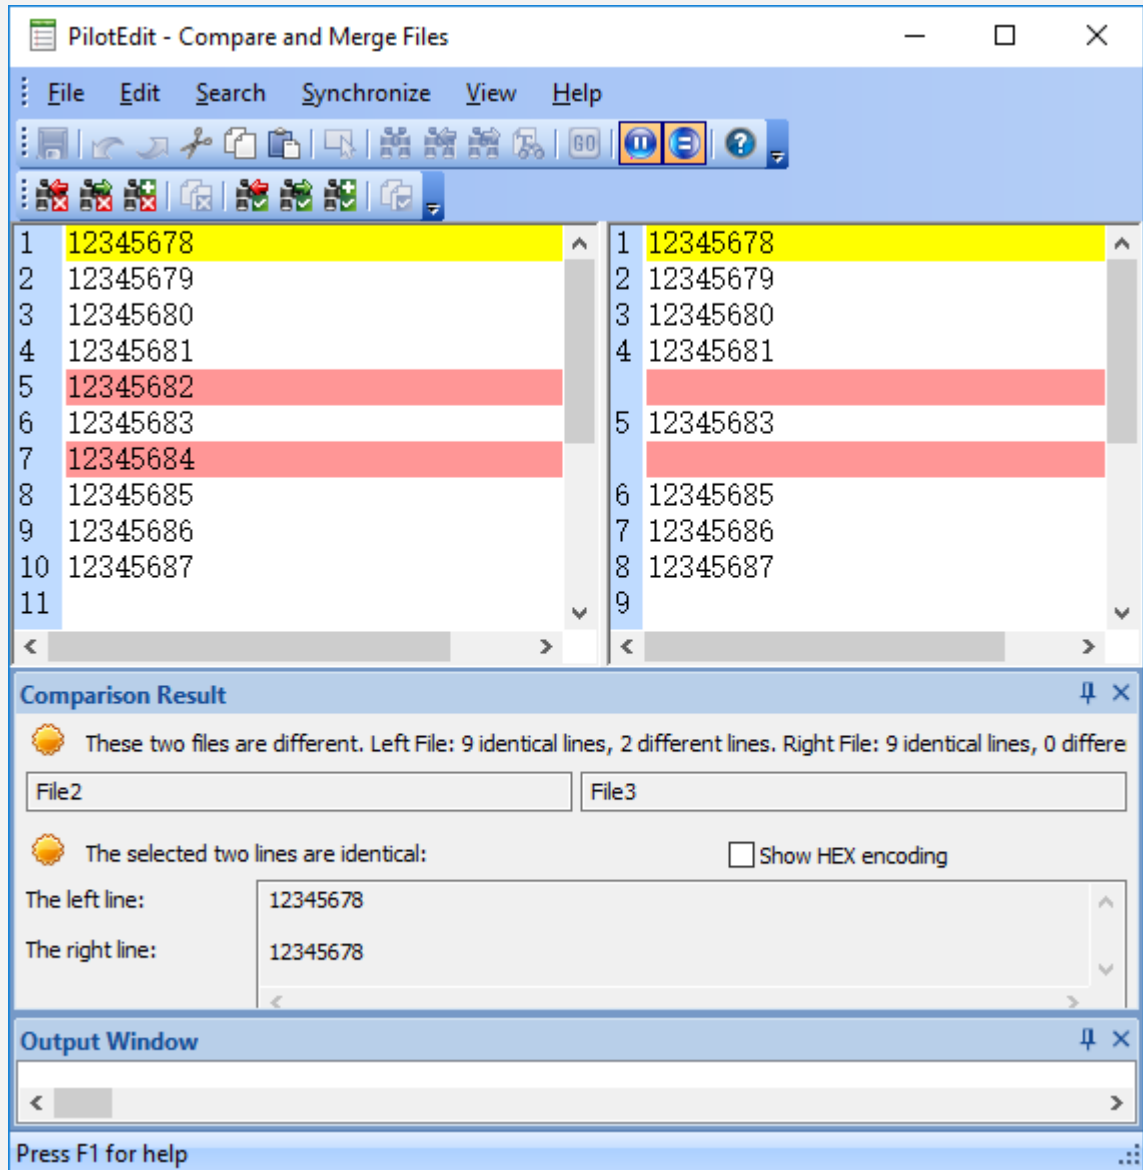 PilotEdit - Compare and Merge Files
File Edit Search Synchronize View Help
GO
1 12345678 1 12345678
2 12345679 2 12345679
3 12345680 3 12345680
4 12345681 4 12345681
5 12345682
6 12345683 5 12345683
7 12345684
8 12345685 6 12345685
9 12345686 7 12345686
10 12345687 8 12345687
11 9
Comparison Result
These two files are different. Left File: 9 identical lines, 2 different lines. Right File: 9 identical lines, 0 differe
File2 File3
The selected two lines are identical: Show HEX encoding
The left line: 12345678
The right line: 12345678
Output Window
Press F1 for help